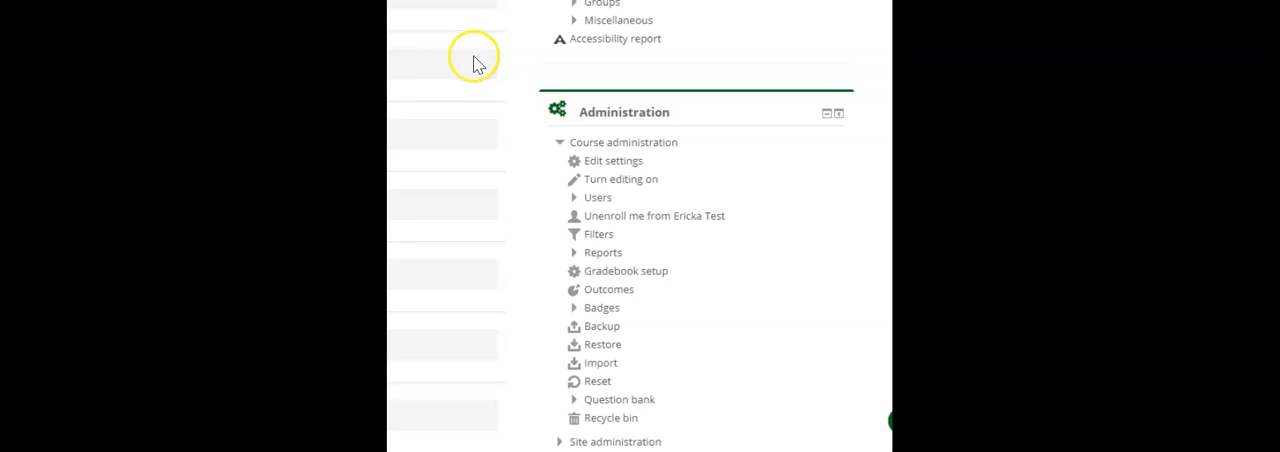 Groups
Miscellaneous
Accessibility report
Administration
Course administration
Edit settings
Turn editing on
Users
Unenroll me from Ericka Test
Filters
Reports
Gradebook setup
Outcomes
Badges
Backup
Restore
Import
Reset
Question bank
Recycle bin
Site administration